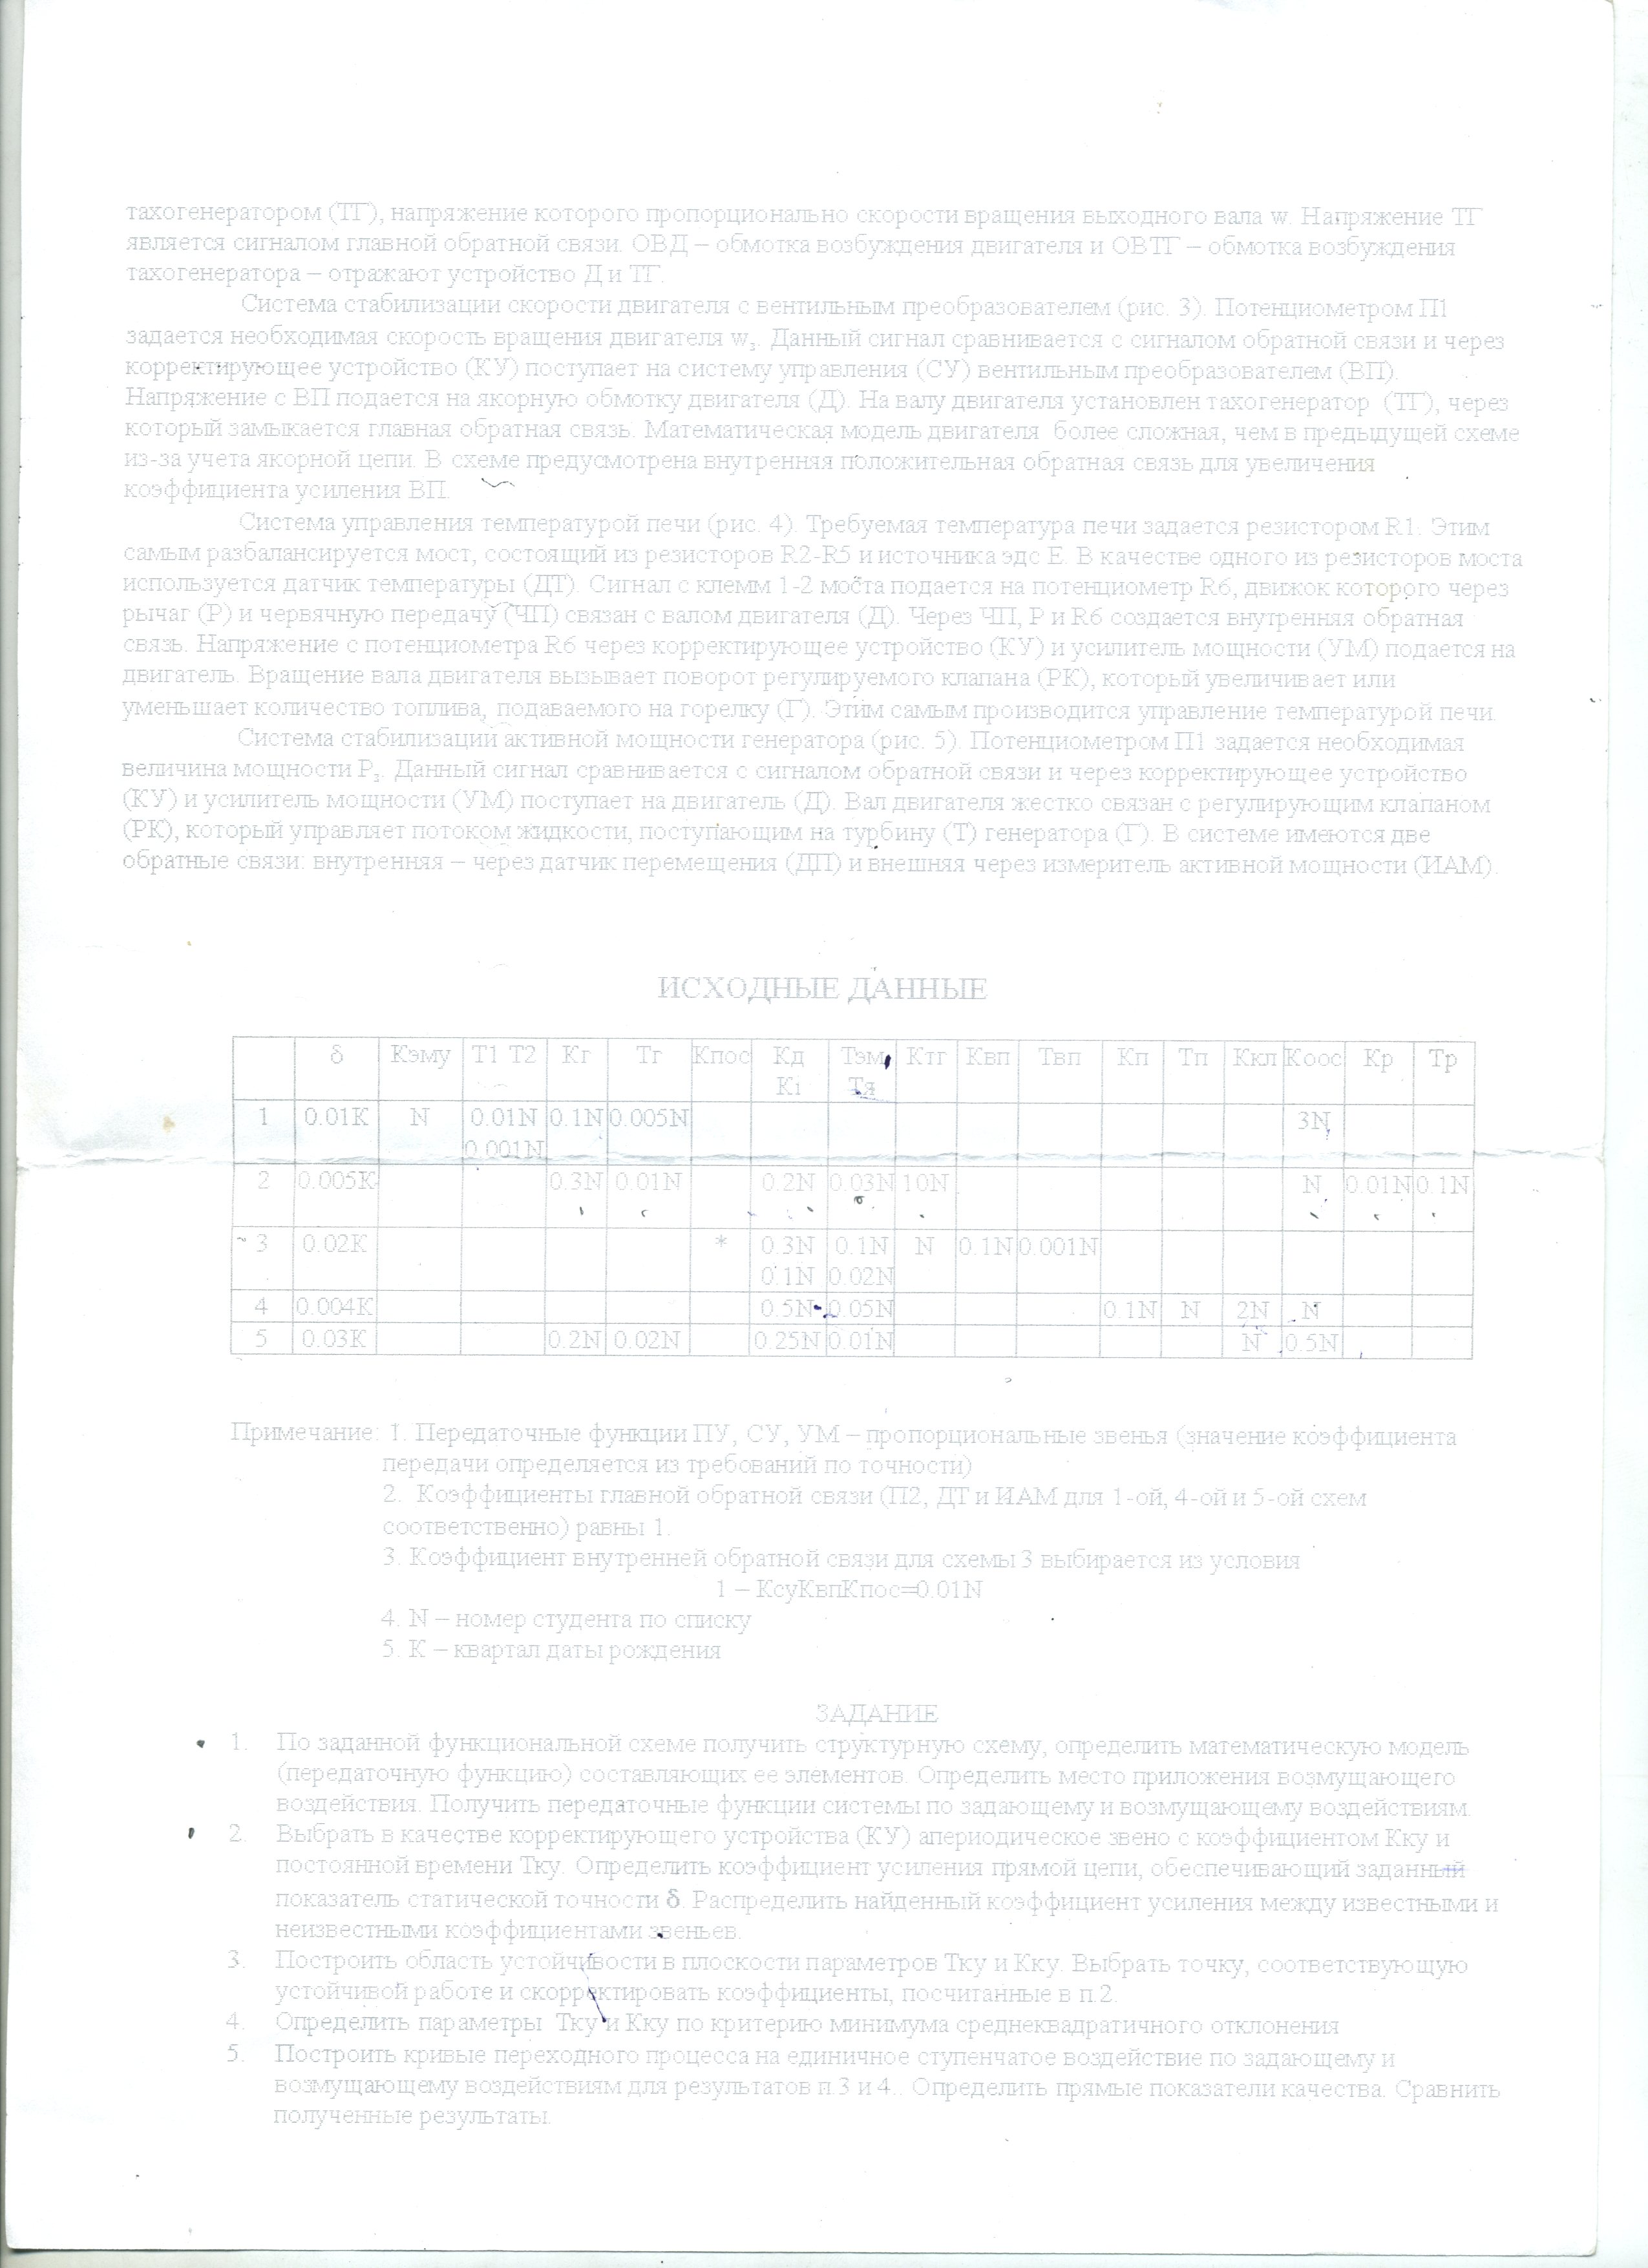 тахогенератором (ТГ), напряжение которого пропорционально скорости вращения выходного вала w. Напряжение ТГ
является сигналом главной обратной связи. ОВД – обмотка возбуждения двигателя и ОВТГ – обмотка возбуждения
тахогенератора – отражают устройство Д и ТГ.
Система стабилизации скорости двигателя с вентильным преобразователем (рис. 3). Потенциометром П1
задается необходимая скорость вращения двигателя wз. Данный сигнал сравнивается с сигналом обратной связи и через
корректирующее устройство (КУ) поступает на систему управления (СУ) вентильным преобразователем (ВП).
Напряжение с ВП подается на якорную обмотку двигателя (Д). На валу двигателя установлен тахогенератор (ТГ), через
который замыкается главная обратная связь. Математическая модель двигателя более сложная, чем в предыдущей схеме
из-за учета якорной цепи. В схеме предусмотрена внутренняя положительная обратная связь для увеличения
коэффициента усиления ВП.
Система управления температурой печи (рис. 4). Требуемая температура печи задается резистором R1. Этим
самым разбалансируется мост, состоящий из резисторов R2-R5 и источника эдс Е. В качестве одного из резисторов моста
используется датчик температуры (ДТ). Сигнал с клемм 1-2 моста подается на потенциометр R6, движок которого через
рычаг (Р) и червячную передачу (ЧП) связан с валом двигателя (Д). Через ЧП, Р и R6 создается внутренняя обратная
связь. Напряжение с потенциометра R6 через корректирующее устройство (КУ) и усилитель мощности (УМ) подается на
двигатель. Вращение вала двигателя вызывает поворот регулируемого клапана (РК), который увеличивает или
уменьшает количество топлива, подаваемого на горелку (Г). Этим самым производится управление температурой печи.
Система стабилизации активной мощности генератора (рис. 5). Потенциометром П1 задается необходимая
величина мощности Рз. Данный сигнал сравнивается с сигналом обратной связи и через корректирующее устройство
(КУ) и усилитель мощности (УМ) поступает на двигатель (Д). Вал двигателя жестко связан с регулирующим клапаном
(РК), который управляет потоком жидкости, поступающим на турбину (Т) генератора (Г). В системе имеются две
обратные связи: внутренняя – через датчик перемещения (ДП) и внешняя через измеритель активной мощности (ИАМ).
ИСХОДНЫЕ ДАННЫЕ
δ Кэму Т1 Т2 Кг Тг Кпос Кд Тэм Ктг Квп Твп Кп Тп Ккл Коос Кр Тр
К1 Тя
1 0.01К N 0.01N 0.1N 0.005N 3N
0.001N
2 0.005К 0.3N 0.01N 0.2N 0.03N 10N N 0.01N 0.1N
3 0.02К * 0.3N 0.1N N 0.1N 0.001N
0.1N 0.02N
4 0.004К 0.5N 0.05N 0.1N N 2N N
5 0.03К 0.2N 0.02N 0.25N 0.01N N 0.5N
Примечание: 1. Передаточные функции ПУ, СУ, УМ – пропорциональные звенья (значение коэффициента
передачи определяется из требований по точности)
2. Коэффициенты главной обратной связи (П2, ДТ и ИАМ для 1-ой, 4-ой и 5-ой схем
соответственно) равны 1.
3. Коэффициент внутренней обратной связи для схемы 3 выбирается из условия
1 – КсуКвпКпос=0.01N
4. N – номер студента по списку
5. К – квартал даты рождения
ЗАДАНИЕ
1. По заданной функциональной схеме получить структурную схему, определить математическую модель
(передаточную функцию) составляющих ее элементов. Определить место приложения возмущающего
воздействия. Получить передаточные функции системы по задающему и возмущающему воздействиям.
2. Выбрать в качестве корректирующего устройства (КУ) апериодическое звено с коэффициентом Кку и
постоянной времени Тку. Определить коэффициент усиления прямой цепи, обеспечивающий заданный
показатель статической точности δ. Распределить найденный коэффициент усиления между известными и
неизвестными коэффициентами звеньев.
3. Построить область устойчивости в плоскости параметров Тку и Кку. Выбрать точку, соответствующую
устойчивой работе и скорректировать коэффициенты, посчитанные в п.2.
4. Определить параметры Тку и Кку по критерию минимума среднеквадратичного отклонения
5. Построить кривые переходного процесса на единичное ступенчатое воздействие по задающему и
возмущающему воздействиям для результатов п.3 и 4.. Определить прямые показатели качества. Сравнить
полученные результаты.